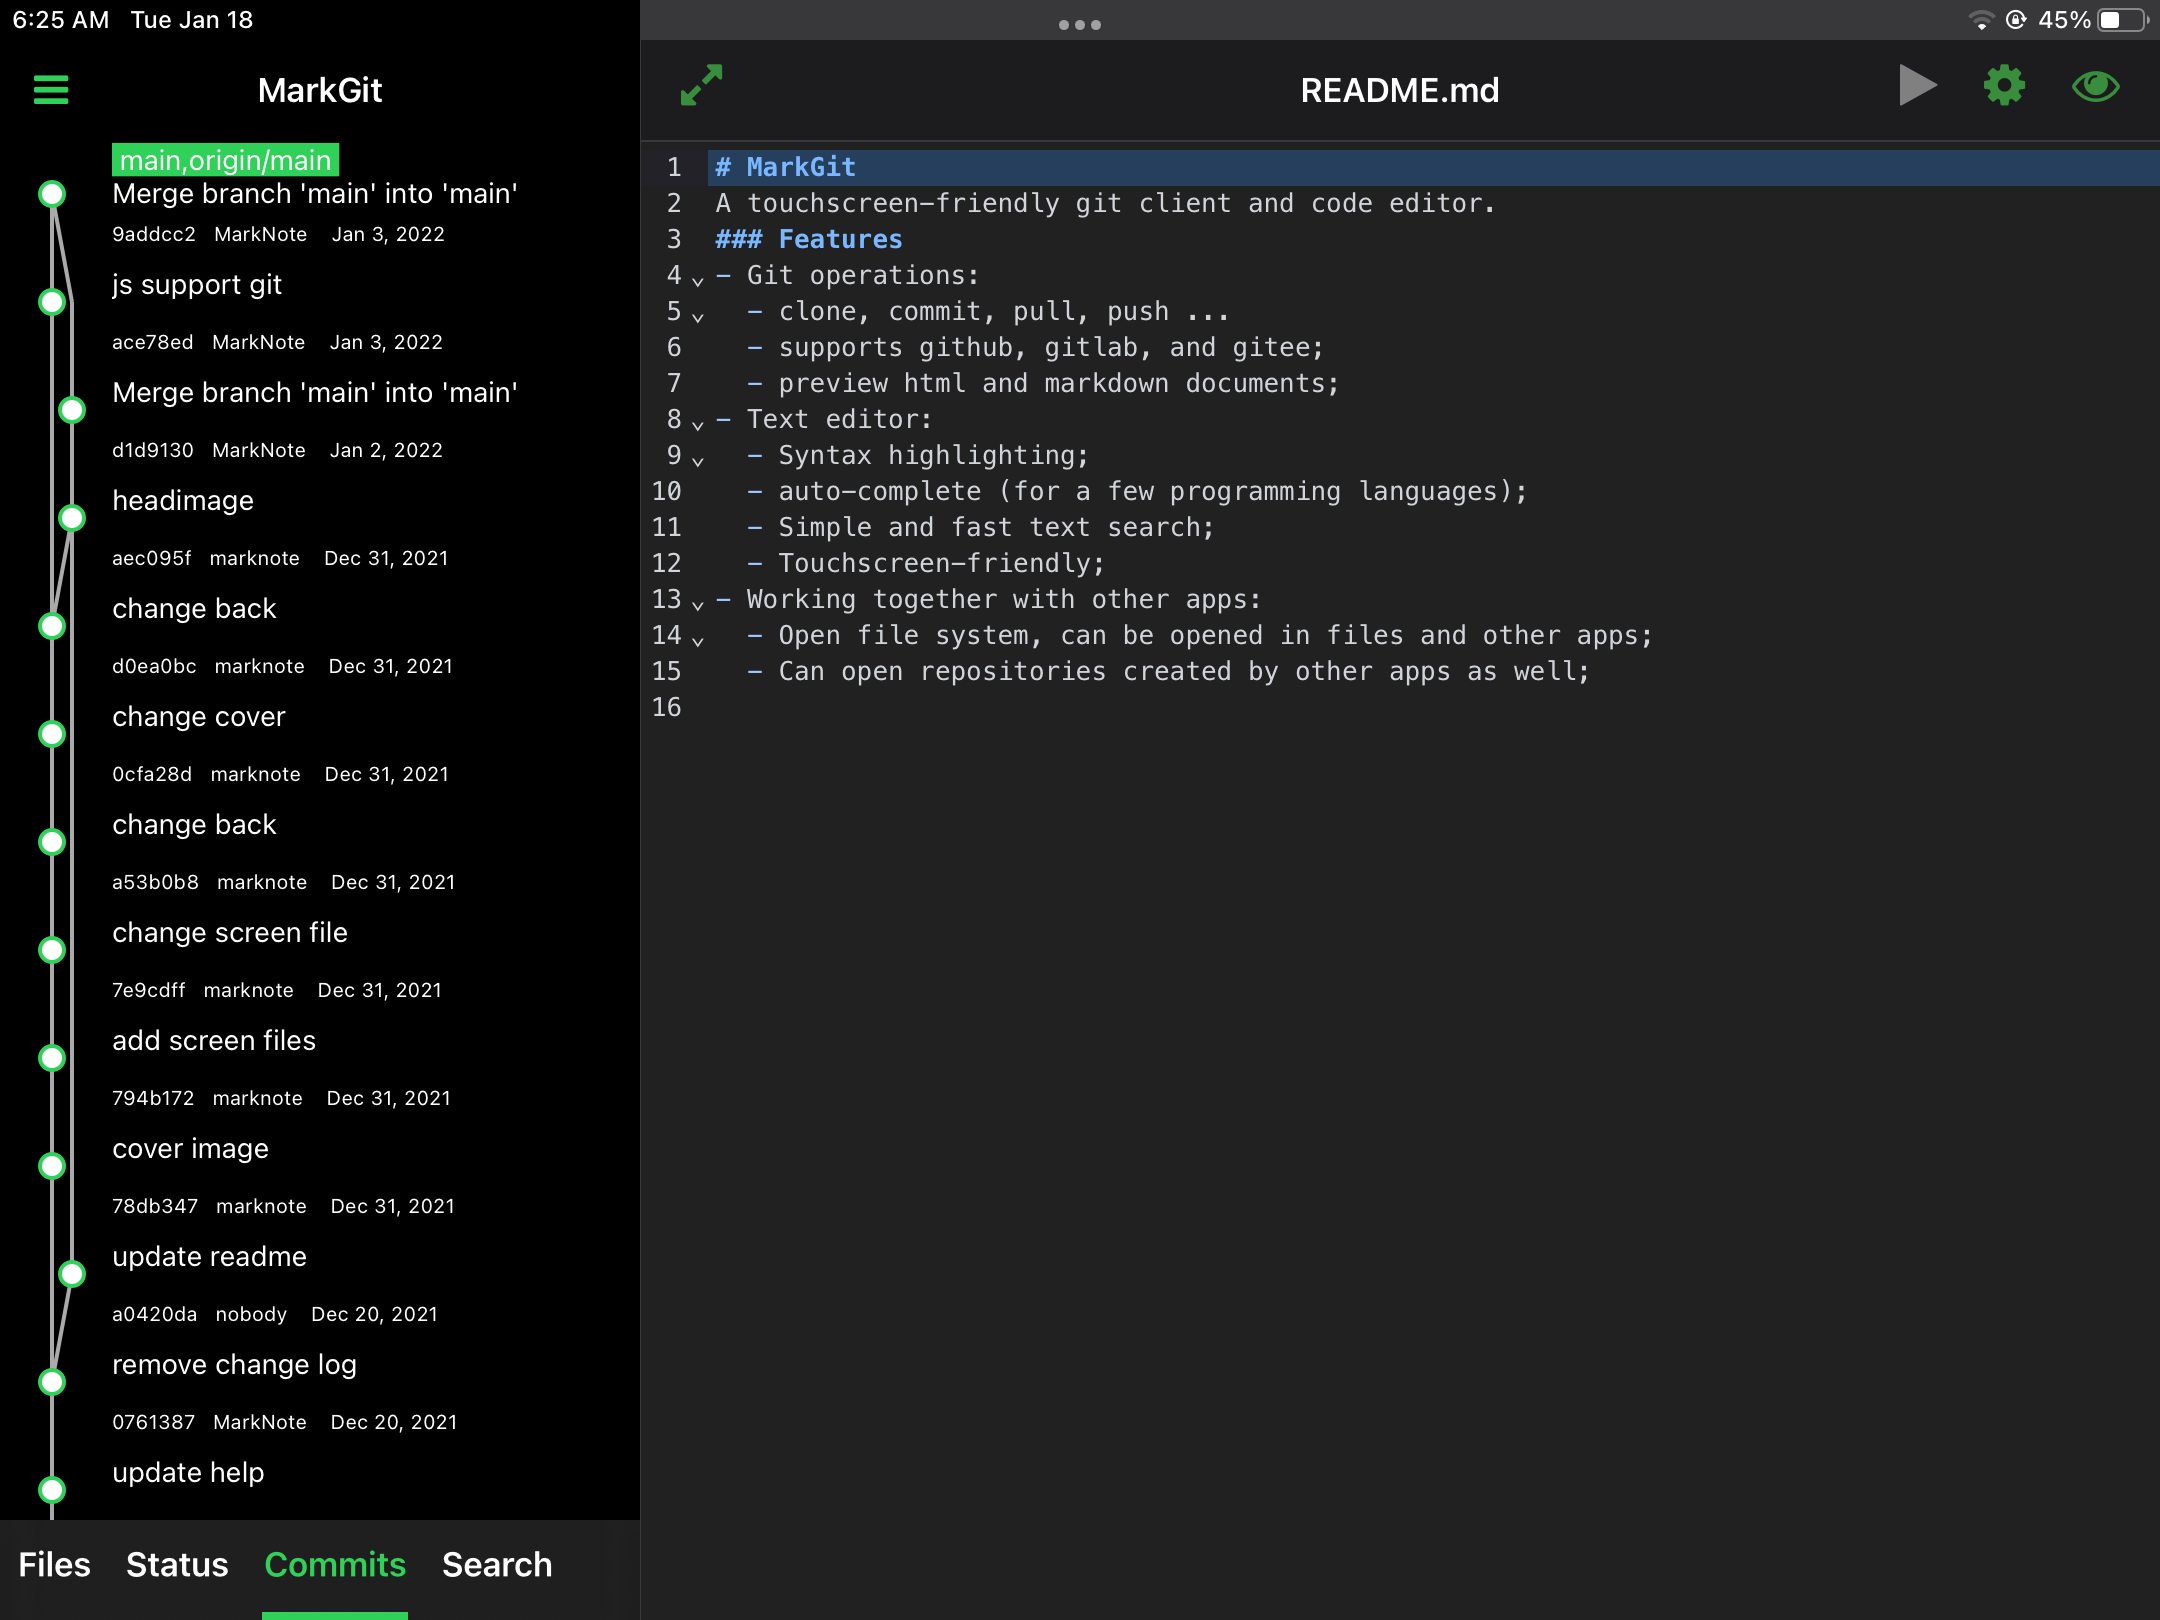 6:25 AM Tue Jan 18
45%
MarkGit
main,origin/main
Merge branch 'main' into 'main'
9addcc2 MarkNote Jan 3, 2022
js support git
ace78ed MarkNote Jan 3, 2022
Merge branch 'main' into 'main'
d1d9130 MarkNote Jan 2, 2022
headimage
aec095f marknote Dec 31, 2021
change back
d0ea0bc marknote Dec 31, 2021
change cover
0cfa28d marknote Dec 31, 2021
change back
a53b0b8 marknote Dec 31, 2021
change screen file
7e9cdff marknote Dec 31, 2021
add screen files
794b172 marknote Dec 31, 2021
cover image
78db347 marknote Dec 31, 2021
update readme
a0420da nobody Dec 20, 2021
remove change log
0761387 MarkNote Dec 20, 2021
update help
Files Status Commits Search
README.md
1 # MarkGit
2 A touchscreen-friendly git client and code editor.
3 ### Features
4 - Git operations:
5 - clone, commit, pull, push ...
6 - supports github, gitlab, and gitee;
7 - preview html and markdown documents;
8 - Text editor:
9 - Syntax highlighting;
10 - auto-complete (for a few programming languages);
11 - Simple and fast text search;
12 - Touchscreen-friendly;
13 - Working together with other apps:
14 - Open file system, can be opened in files and other apps;
15 - Can open repositories created by other apps as well;
16